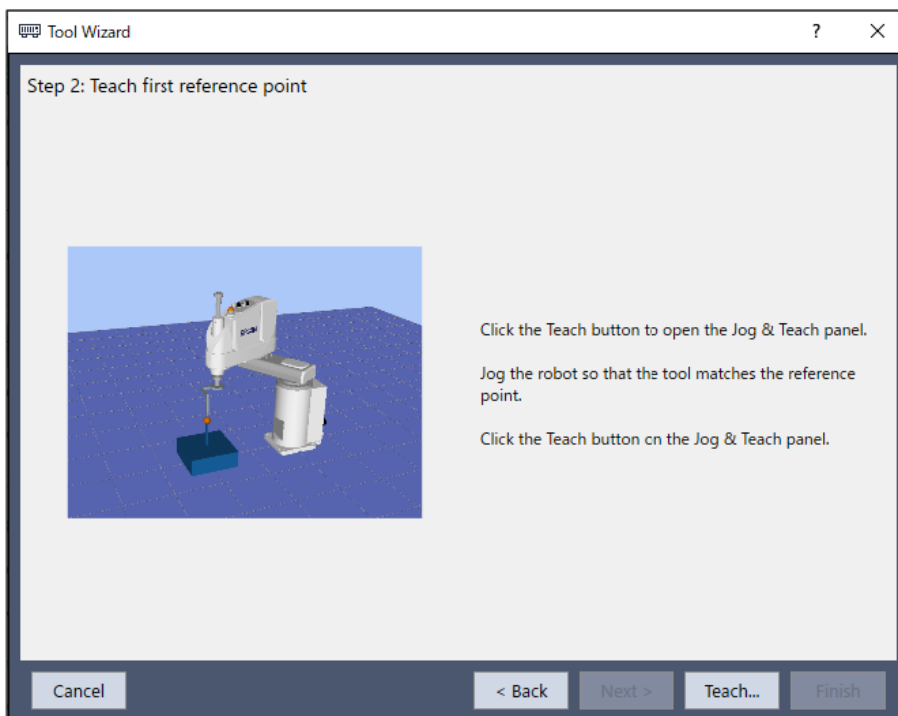 Tool Wizard
?
Step 2: Teach first reference point
EPSON
Click the Teach button to open the Jog & Teach panel.
Jog the robot so that the tool matches the reference
point.
Click the Teach button on the Jog & Teach panel.
Cancel
< Back
Next >
Teach...
Finish